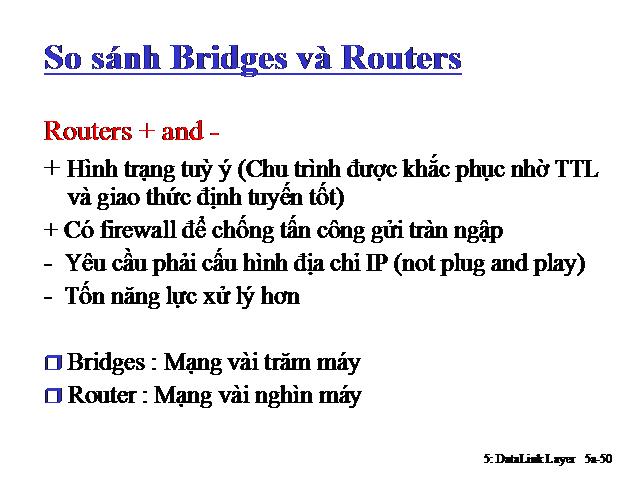 So sánh Bridges và Routers
Routers + and -
+ Hình trạng tuỳ ý (Chu trình được khắc phục nhờ TTL
và giao thức định tuyến tốt)
+ Có firewall để chống tấn công gửi tràn ngập
- Yêu cầu phải cấu hình địa chỉ IP (not plug and play)
- Tốn năng lực xử lý hơn
❒ Bridges : Mạng vài trăm máy
❒ Router : Mạng vài nghìn máy
5: DataLink Layer 5a-50